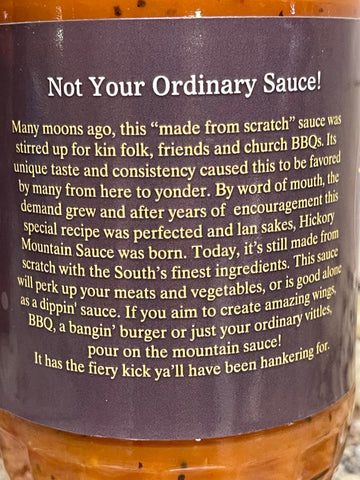 Not Your Ordinary Sauce!
Many moons ago, this “made from scratch” sauce was
stirred up for kin folk, friends and church BBQs. Its
unique taste and consistency caused this to be favored
by many from here to yonder. By word of mouth, the
demand grew and after years of encouragement this
special recipe was perfected and lan sakes, Hickory
Mountain Sauce was born. Today, it’s still made from
scratch with the South’s finest ingredients. This sauce
will perk up your meats and vegetables, or is good alone
as a dippin’ sauce. If you aim to create amazing wings,
BBQ, a bangin’ burger or just your ordinary vittles,
pour on the mountain sauce!
It has the fiery kick ya’ll have been hankering for.